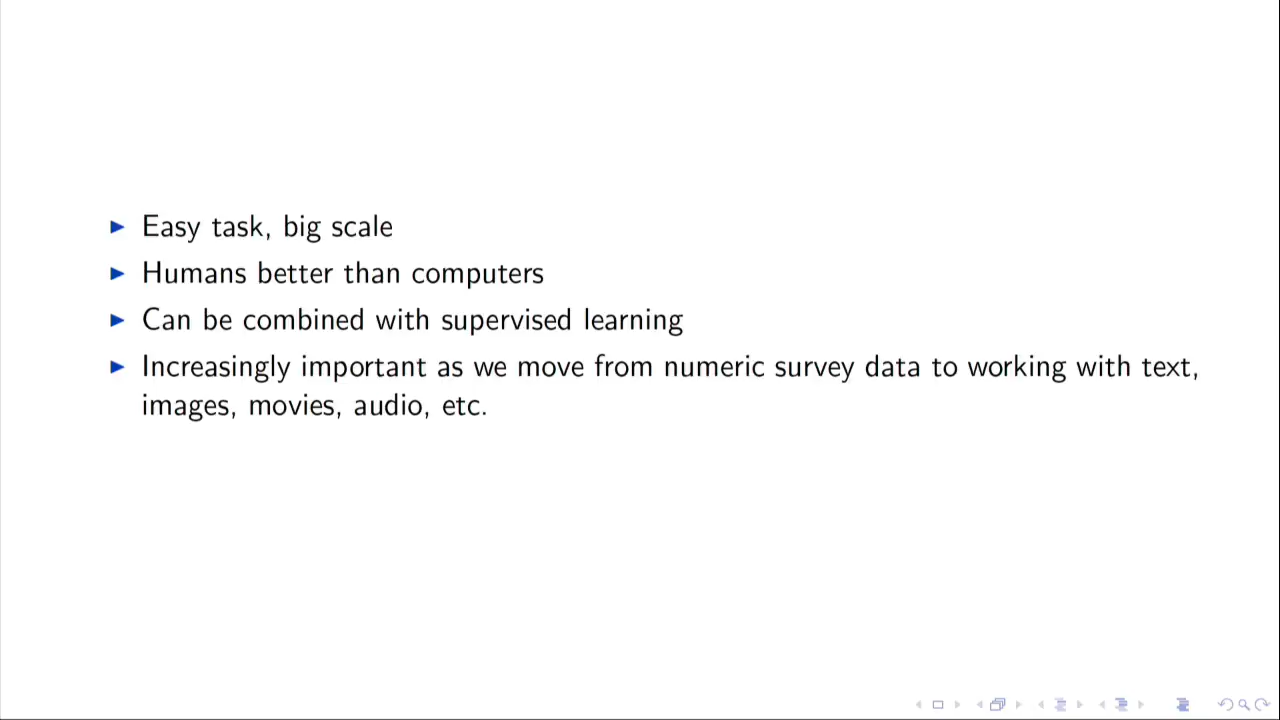 Easy task, big scale
Humans better than computers
Can be combined with supervised learning
Increasingly important as we move from numeric survey data to working with text,
images, movies, audio, etc.